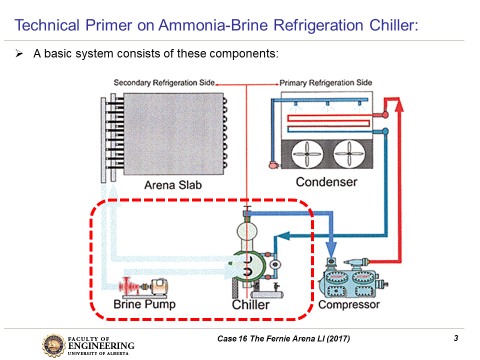 Technical Primer on Ammonia-Brine Refrigeration Chiller:
➢ A basic system consists of these components:
Secondary Refrigeration Side
Primary Refrigeration Side
Arena Slab
Condenser
Brine Pump
Chiller
Compressor
FACULTY OF
ENGINEERING
UNIVERSITY OF ALBERTA
Case 16 The Fernie Arena LI (2017)
3